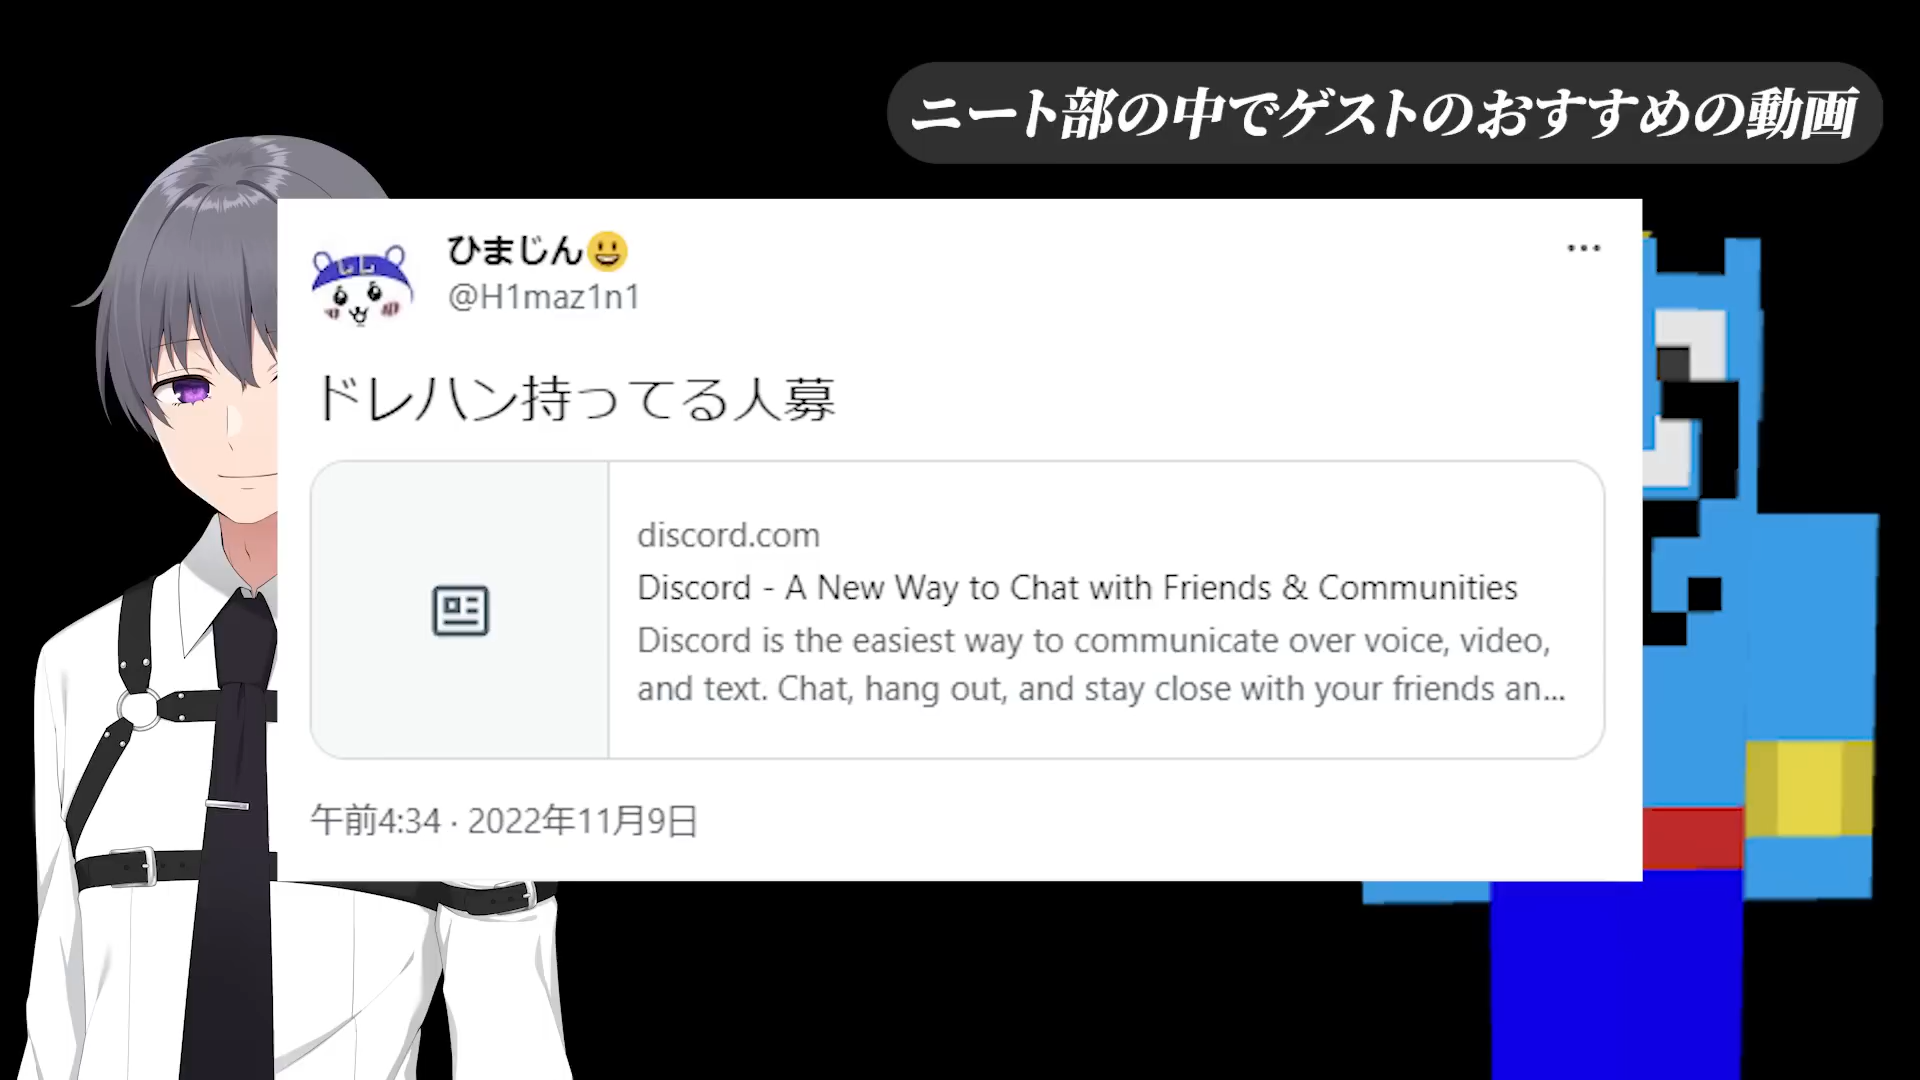 ニート部の中でゲストのおすすめの動画
ひまじん😃
@H1maz1n1
ドレハン持ってる人募
discord.com
Discord - A New Way to Chat with Friends & Communities
Discord is the easiest way to communicate over voice, video,
and text. Chat, hang out, and stay close with your friends an...
午前4:34 · 2022年11月9日